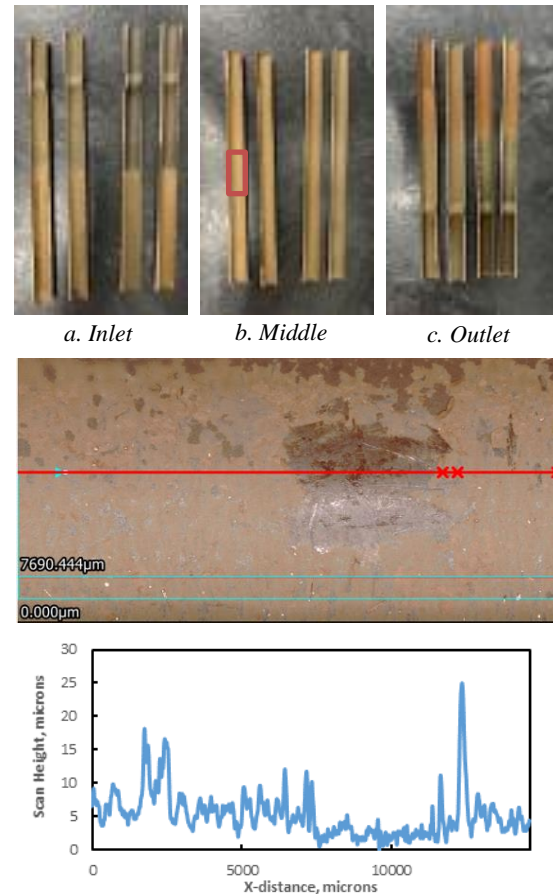 a. Inlet
b. Middle
c. Outlet
7690.444µm
0.000µm
30
25
20
15
10
5
0
Scan Height, microns
0
5000
10000
X-distance, microns